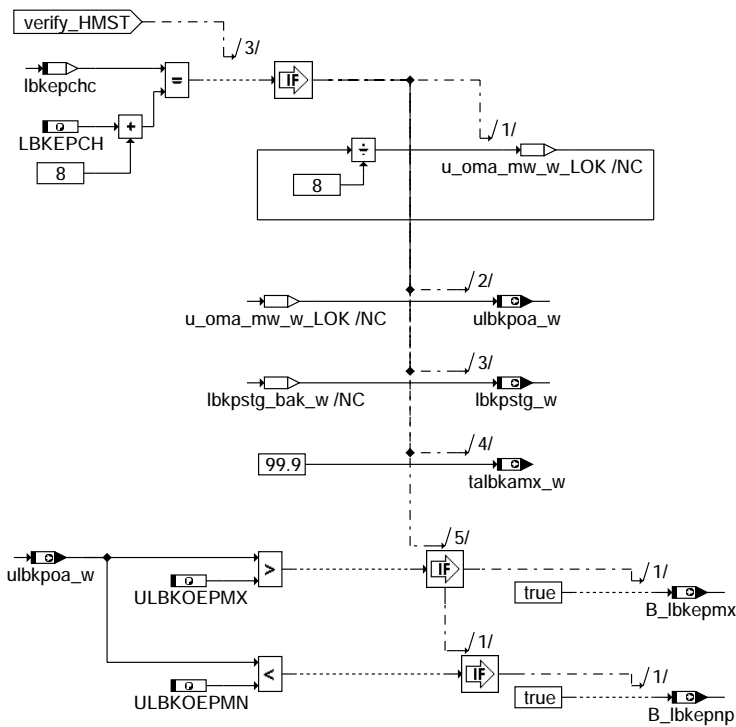 verify_HMST
/3/
lbkepchc
=
IF
LBKEPCH
+
8
/1/
÷
8
u_oma_mw_w_LOK /NC
/2/
u_oma_mw_w_LOK /NC
ulbkpoa_w
/3/
lbkpstg_bak_w /NC
lbkpstg_w
/4/
99.9
talbkamx_w
/5/
ulbkpoa_w
>
IF
ULBKOEPMX
/1/
true
B_lbkepmx
/1/
<
IF
ULBKOEPMN
/1/
true
B_lbkepnp